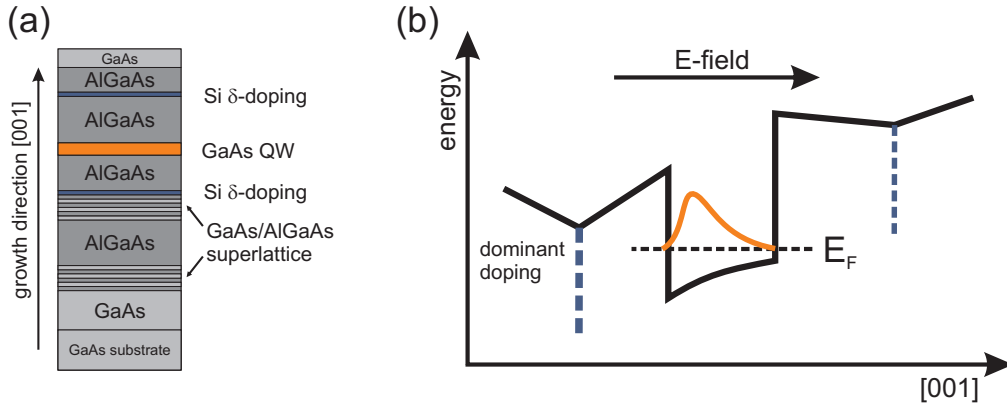 (a)
growth direction [001]
GaAs
AlGaAs
AlGaAs
AlGaAs
AlGaAs
GaAs
GaAs substrate
Si δ-doping
GaAs QW
Si δ-doping
GaAs/AlGaAs
superlattice
(b)
energy
E-field
dominant
doping
E_F
[001]